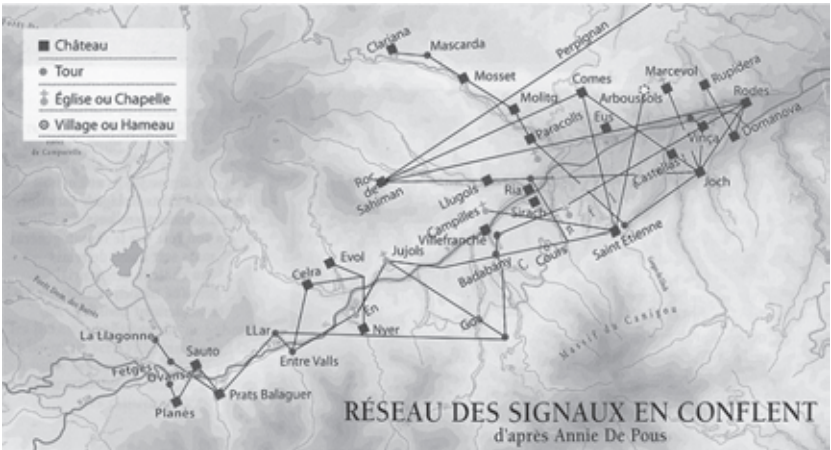 Château
Tour
Église ou Chapelle
Village ou Hameau
Clariana
Mascarda
Mosset
Molitg
Paracolls
Perpignan
Comes
Arboussols
Marcevol
Rupidera
Rodes
Eus
Vinça
Domanova
Castellas
Joch
Roc
de
Sahiman
Llugols
Ria
Sirach
Campilles
Villefranche
Badabany
Cours
Saint Étienne
Evol
Jujols
Celra
En
Nyer
Goa
LLar
Entre Valls
La Llagonne
Fetges
Sauto
Ovansa
Planès
Prats Balaguer
Massif du Canigou
RÉSEAU DES SIGNAUX EN CONFLENT
d'après Annie De Pous